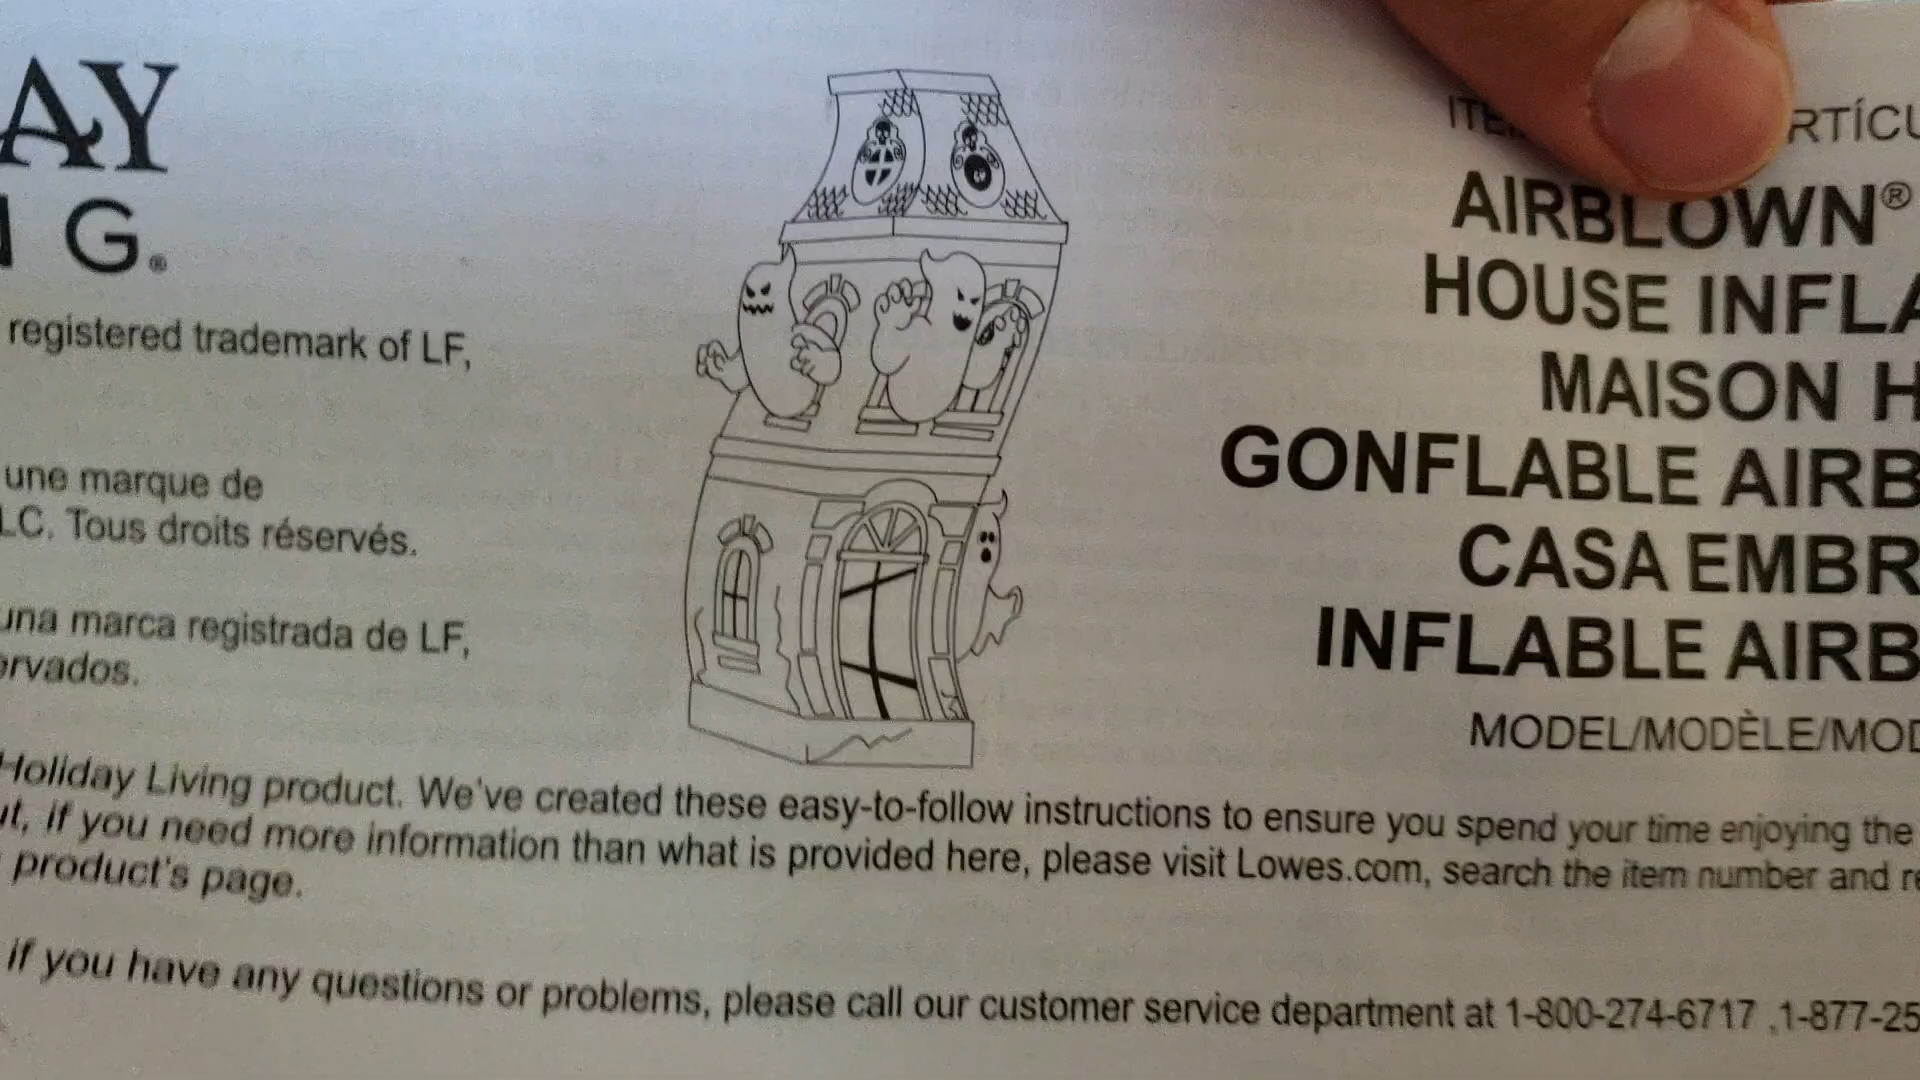 AY
G®
registered trademark of LF,
une marque de
LC. Tous droits réservés.
una marca registrada de LF,
ervados.
ITE RTÍCU
AIRBLOWN®
HOUSE INFLA
MAISON H
GONFLABLE AIRB
CASA EMBR
INFLABLE AIRB
MODEL/MODÈLE/MOD
Holiday Living product. We've created these easy-to-follow instructions to ensure you spend your time enjoying the
ut, if you need more information than what is provided here, please visit Lowes.com, search the item number and re
product's page.
if you have any questions or problems, please call our customer service department at 1-800-274-6717 ,1-877-25